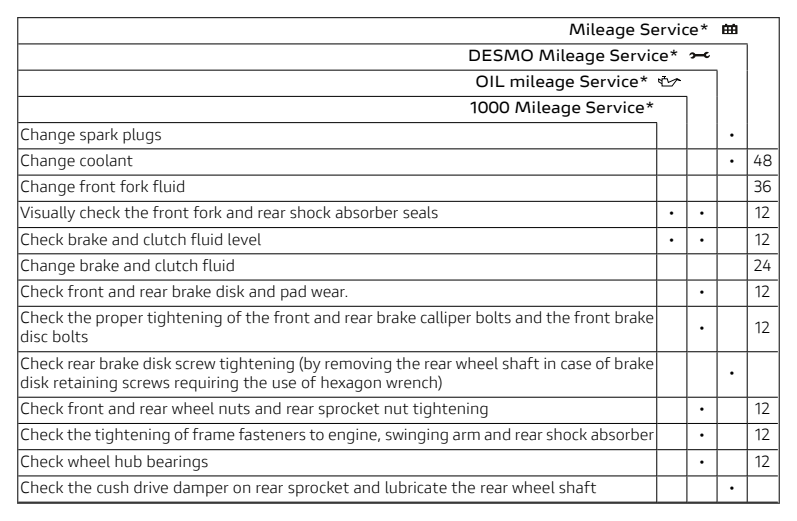 Mileage Service*
DESMO Mileage Service*
OIL mileage Service*
1000 Mileage Service*
Change spark plugs •
Change coolant • 48
Change front fork fluid 36
Visually check the front fork and rear shock absorber seals • • 12
Check brake and clutch fluid level • • 12
Change brake and clutch fluid 24
Check front and rear brake disk and pad wear. • 12
Check the proper tightening of the front and rear brake calliper bolts and the front brake
disc bolts • 12
Check rear brake disk screw tightening (by removing the rear wheel shaft in case of brake
disk retaining screws requiring the use of hexagon wrench) •
Check front and rear wheel nuts and rear sprocket nut tightening • 12
Check the tightening of frame fasteners to engine, swinging arm and rear shock absorber • 12
Check wheel hub bearings • 12
Check the cush drive damper on rear sprocket and lubricate the rear wheel shaft •